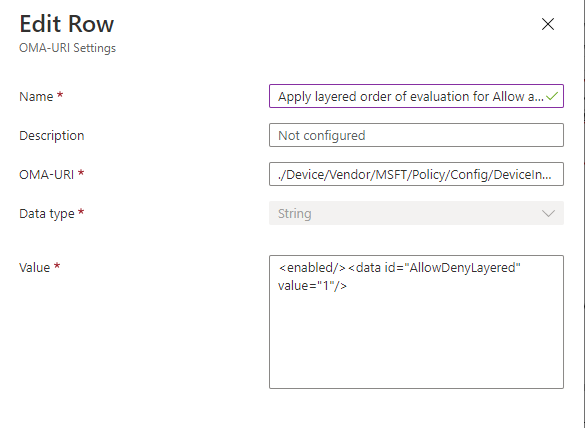 Edit Row
OMA-URI Settings
Name *
Apply layered order of evaluation for Allow a...
Description
Not configured
OMA-URI *
./Device/Vendor/MSFT/Policy/Config/DeviceIn...
Data type *
String
Value *
<enabled/><data id="AllowDenyLayered"
value="1"/>